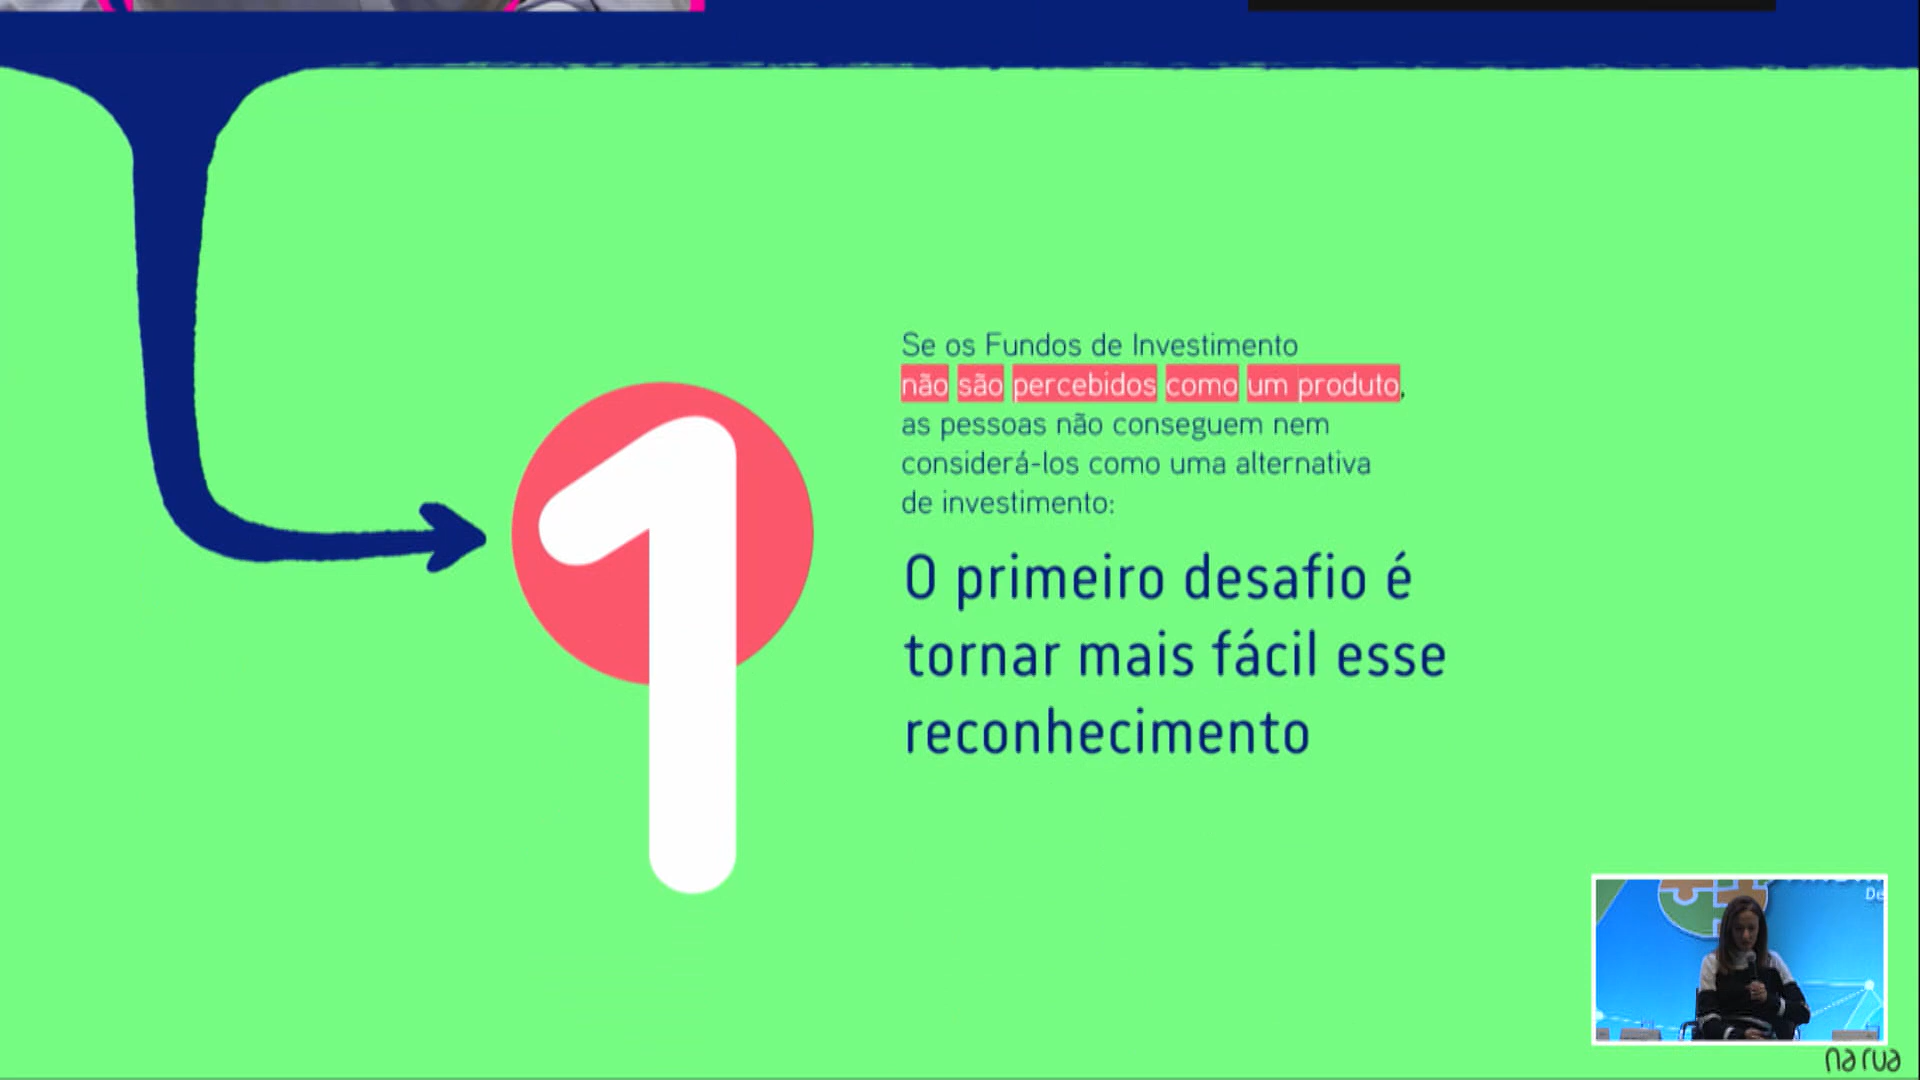 1
Se os Fundos de Investimento
não são percebidos como um produto,
as pessoas não conseguem nem
considerá-los como uma alternativa
de investimento:
O primeiro desafio é
tornar mais fácil esse
reconhecimento
na rua